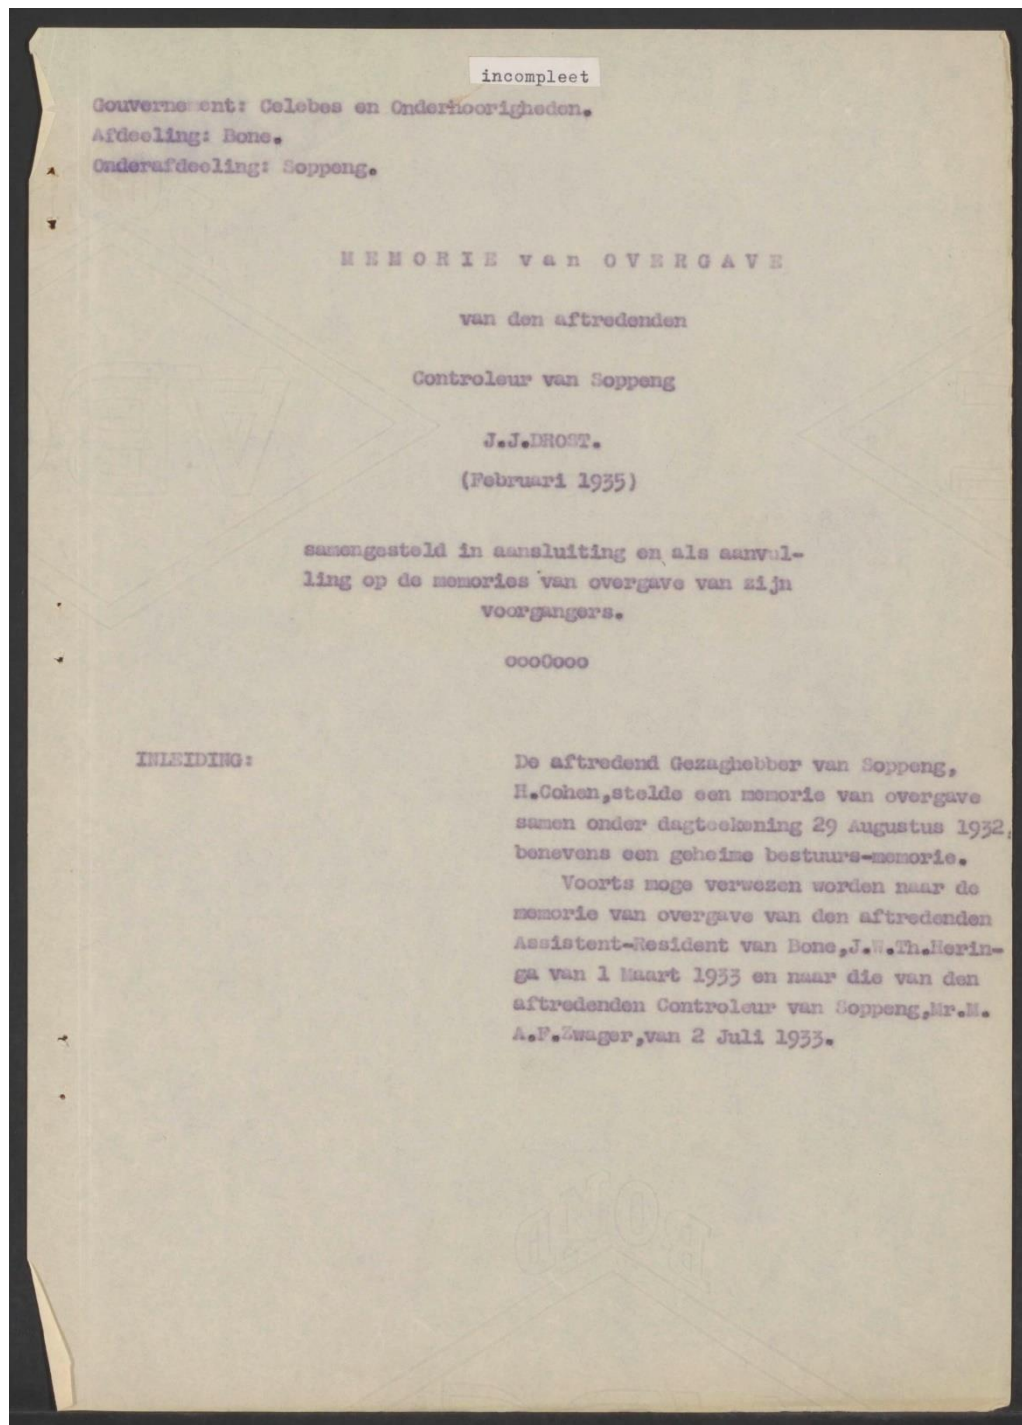 incompleet
Gouvernement: Celebes en Onderhoorigheden.
Afdeeling: Bone.
Onderafdeeling: Soppeng.
MEMORIE van OVERGAVE
van den aftredenden
Controleur van Soppeng
J.J.DROST.
(Februari 1935)
samengesteld in aansluiting en als aanvul-
ling op de memories van overgave van zijn
voorgangers.
oooOooo
INLEIDING:
De aftredend Gezaghebber van Soppeng,
H.Cohen,stelde een memorie van overgave
samen onder dagteekening 29 Augustus 1932,
benevens een geheime bestuurs-memorie.
Voorts moge verwezen worden naar de
memorie van overgave van den aftredenden
Assistent-Resident van Bone,J.W.Th.Herin-
ga van 1 Maart 1933 en naar die van den
aftredenden Controleur van Soppeng,Mr.M.
A.F.Zwager,van 2 Juli 1933.